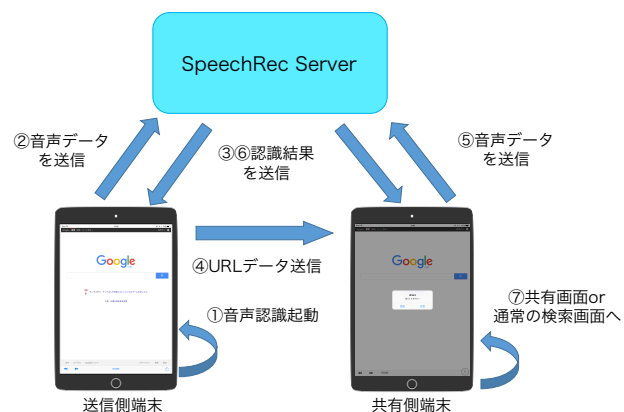 SpeechRec Server
②音声データ
を送信
③⑥認識結果
を送信
⑤音声データ
を送信
Google
Google
④URLデータ送信
①音声認識起動
⑦共有画面or
通常の検索画面へ
送信側端末
共有側端末